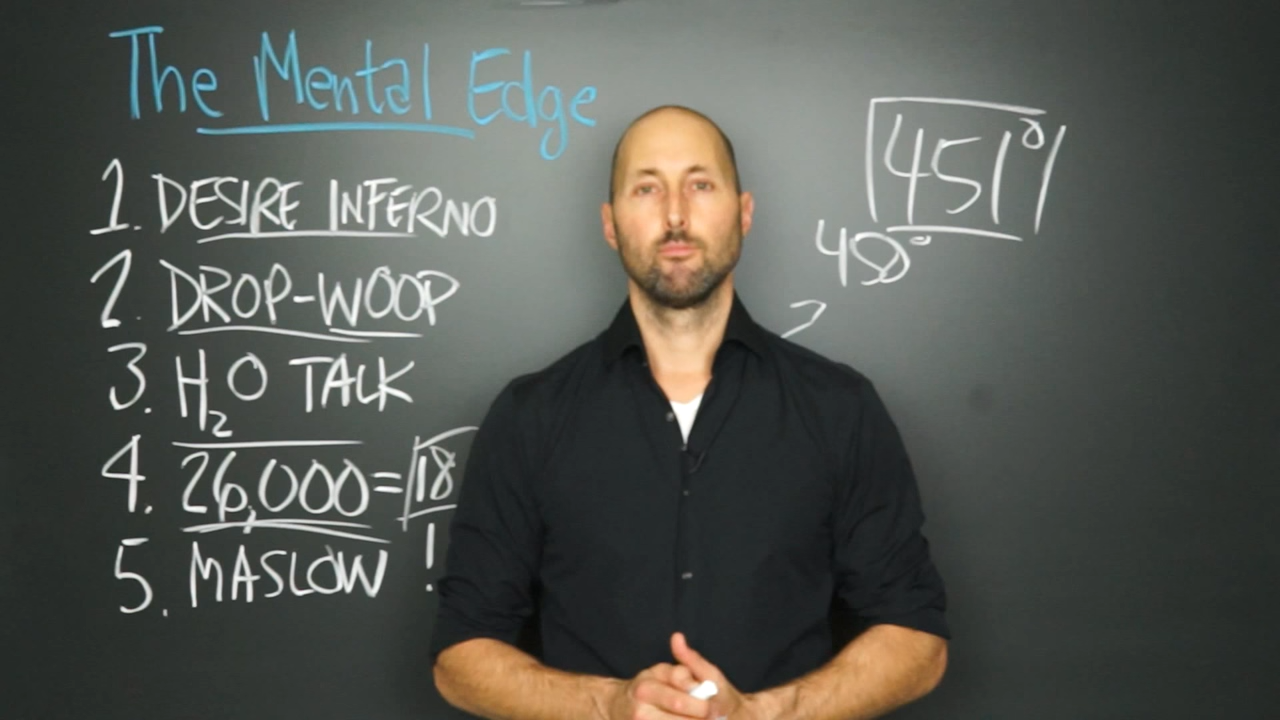 The Mental Edge
1. DESIRE INFERNO
2. DROP-WOOP
3. H₂O TALK
4. 26,000=18
5. MASLOW !
451°